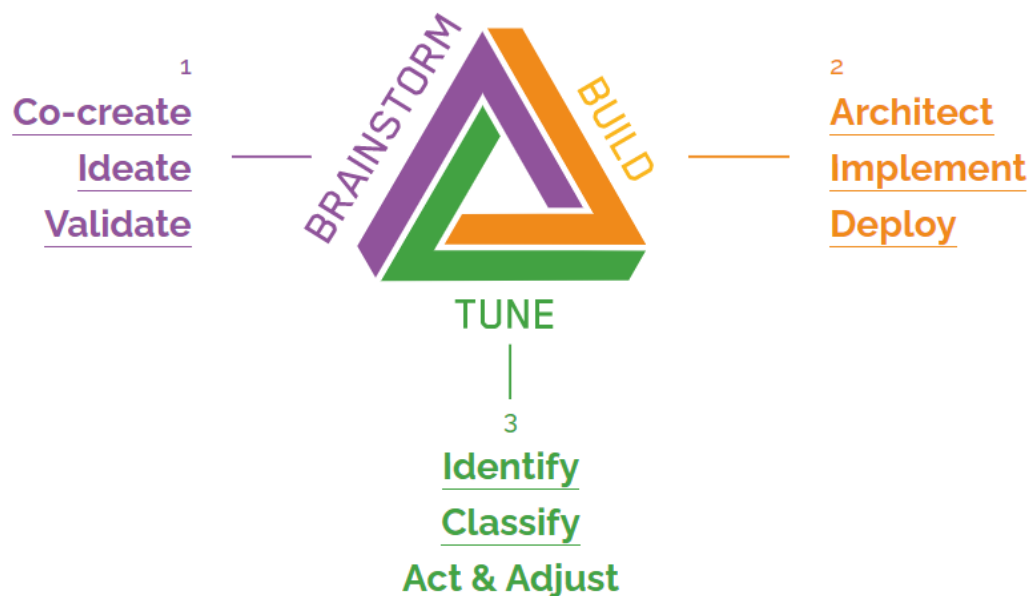 1
Co-create
Ideate
Validate
BRAINSTORM
BUILD
2
Architect
Implement
Deploy
TUNE
3
Identify
Classify
Act & Adjust